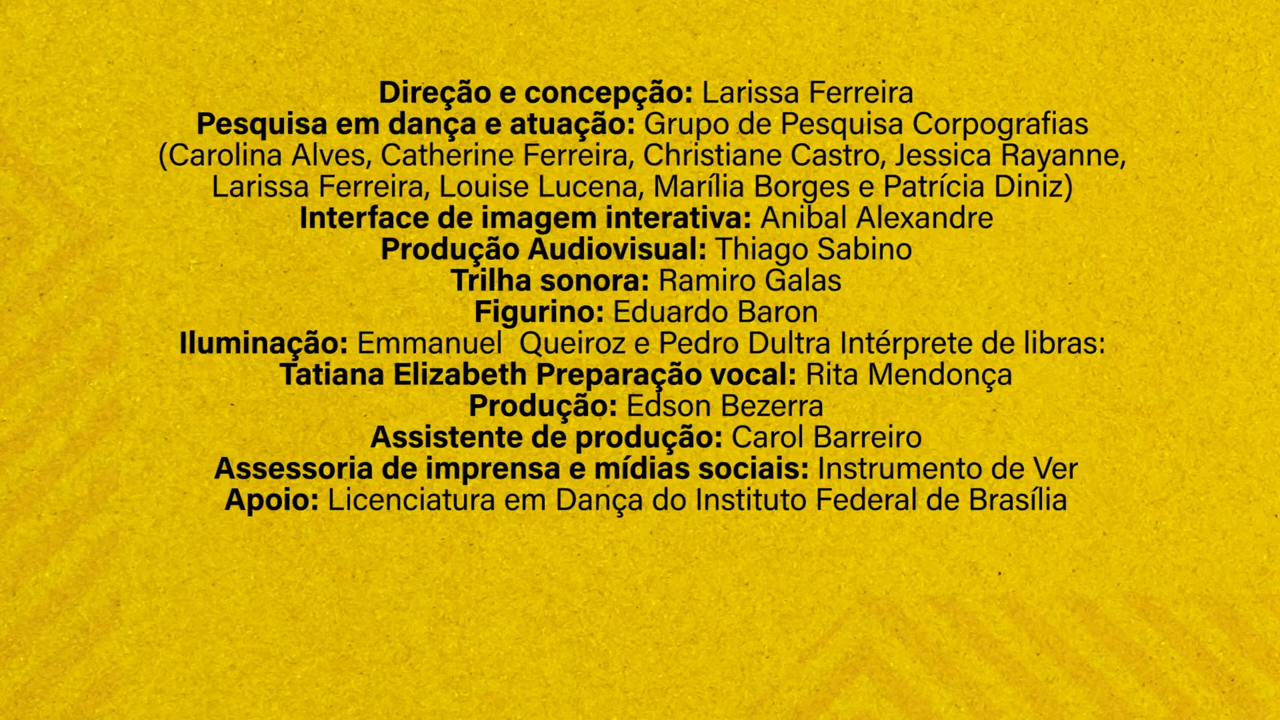 Direção e concepção: Larissa Ferreira
Pesquisa em dança e atuação: Grupo de Pesquisa Corpografias
(Carolina Alves, Catherine Ferreira, Christiane Castro, Jessica Rayanne,
Larissa Ferreira, Louise Lucena, Marília Borges e Patrícia Diniz)
Interface de imagem interativa: Anibal Alexandre
Produção Audiovisual: Thiago Sabino
Trilha sonora: Ramiro Galas
Figurino: Eduardo Baron
Iluminação: Emmanuel  Queiroz e Pedro Dultra Intérprete de libras:
Tatiana Elizabeth Preparação vocal: Rita Mendonça
Produção: Edson Bezerra
Assistente de produção: Carol Barreiro
Assessoria de imprensa e mídias sociais: Instrumento de Ver
Apoio: Licenciatura em Dança do Instituto Federal de Brasília